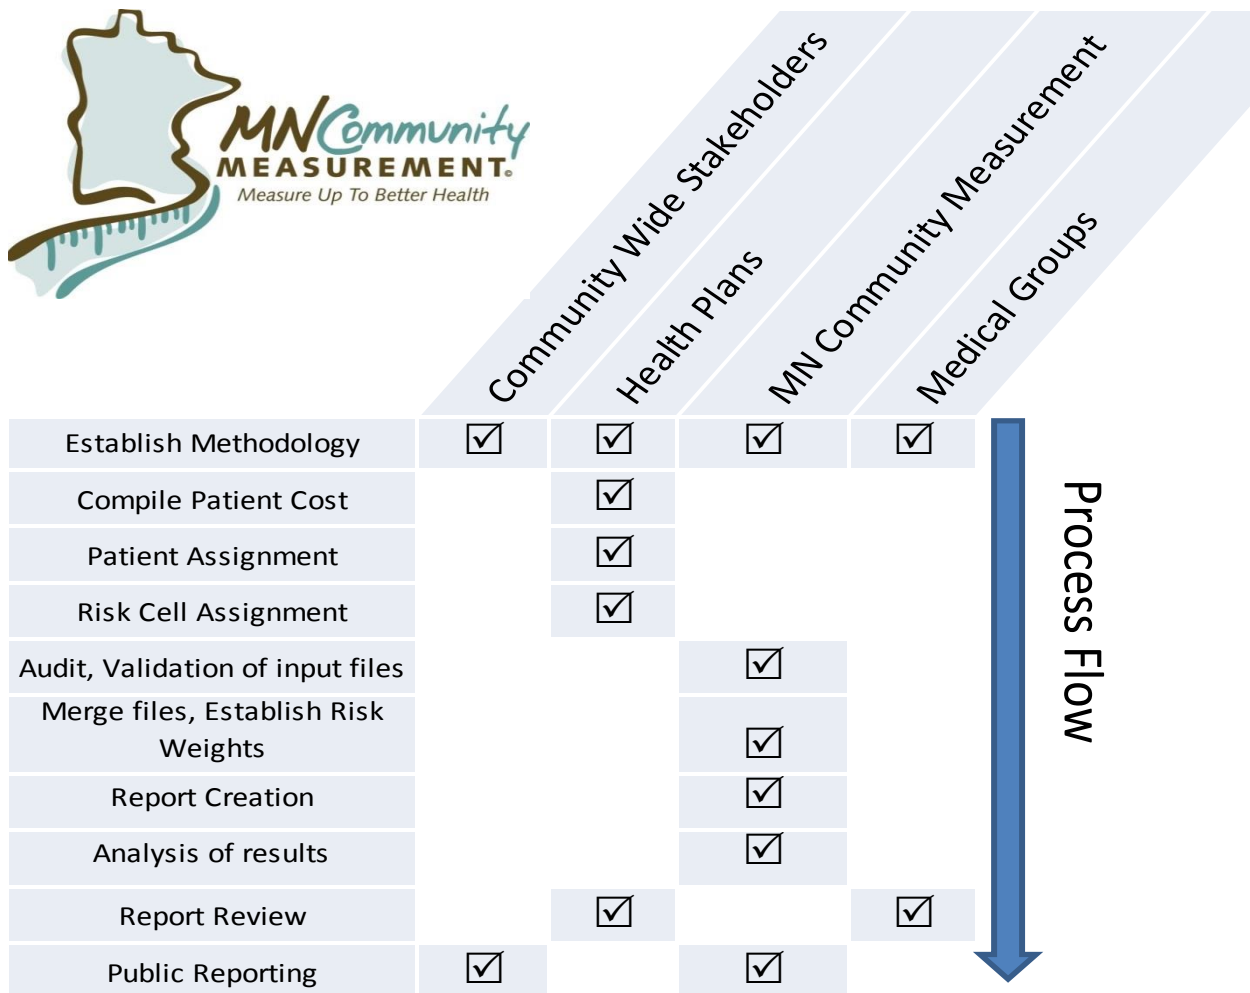 MNCommunity
MEASUREMENT®
Measure Up To Better Health
Community Wide Stakeholders
Health Plans
MN Community Measurement
Medical Groups
Establish Methodology
Compile Patient Cost
Patient Assignment
Risk Cell Assignment
Audit, Validation of input files
Merge files, Establish Risk
Weights
Report Creation
Analysis of results
Report Review
Public Reporting
Process Flow